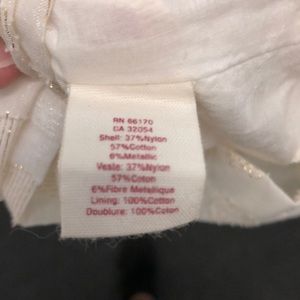 RN 66170
CA 32054
Shell: 37%Nylon
57%Cotton
6%Metallic
Veste: 37%Nylon
57%Coton
6%Fibre Metallique
Lining: 100%Cotton
Doublure: 100%Coton